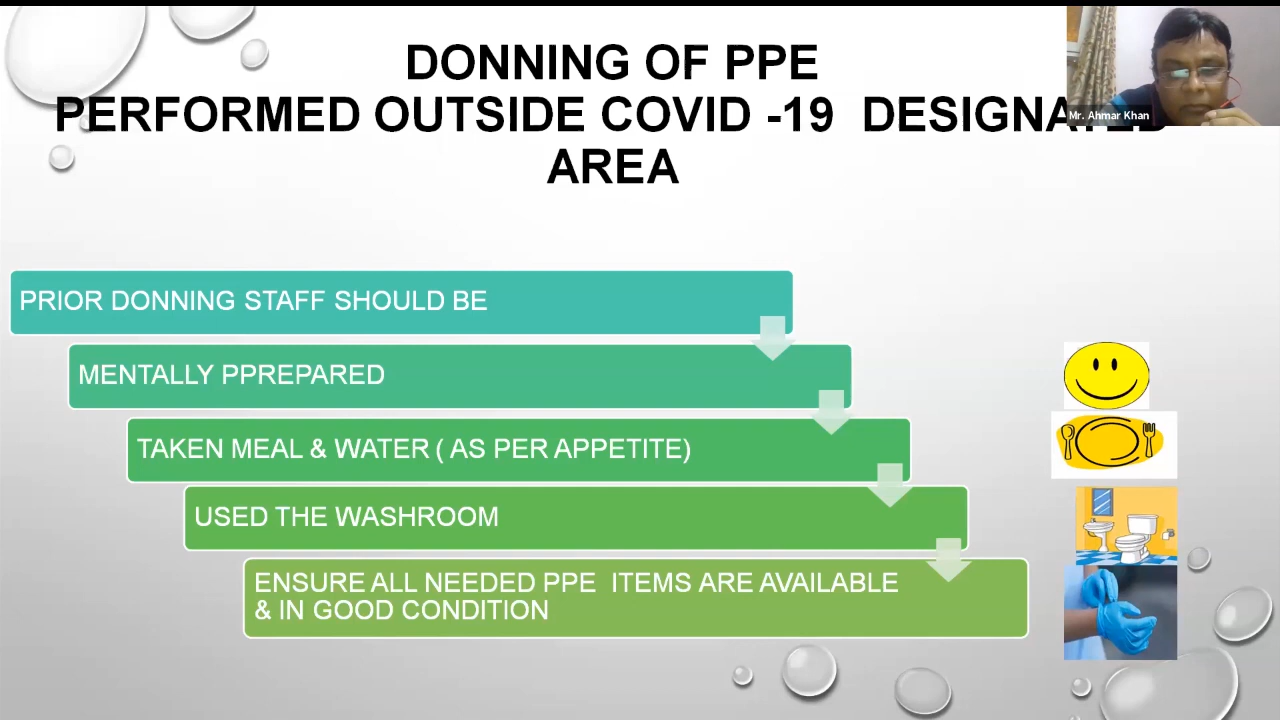 DONNING OF PPE
PERFORMED OUTSIDE COVID -19 DESIGNATED
AREA
Mr. Ahmar Khan
PRIOR DONNING STAFF SHOULD BE
MENTALLY PPREPARED
TAKEN MEAL & WATER ( AS PER APPETITE)
USED THE WASHROOM
ENSURE ALL NEEDED PPE ITEMS ARE AVAILABLE
& IN GOOD CONDITION